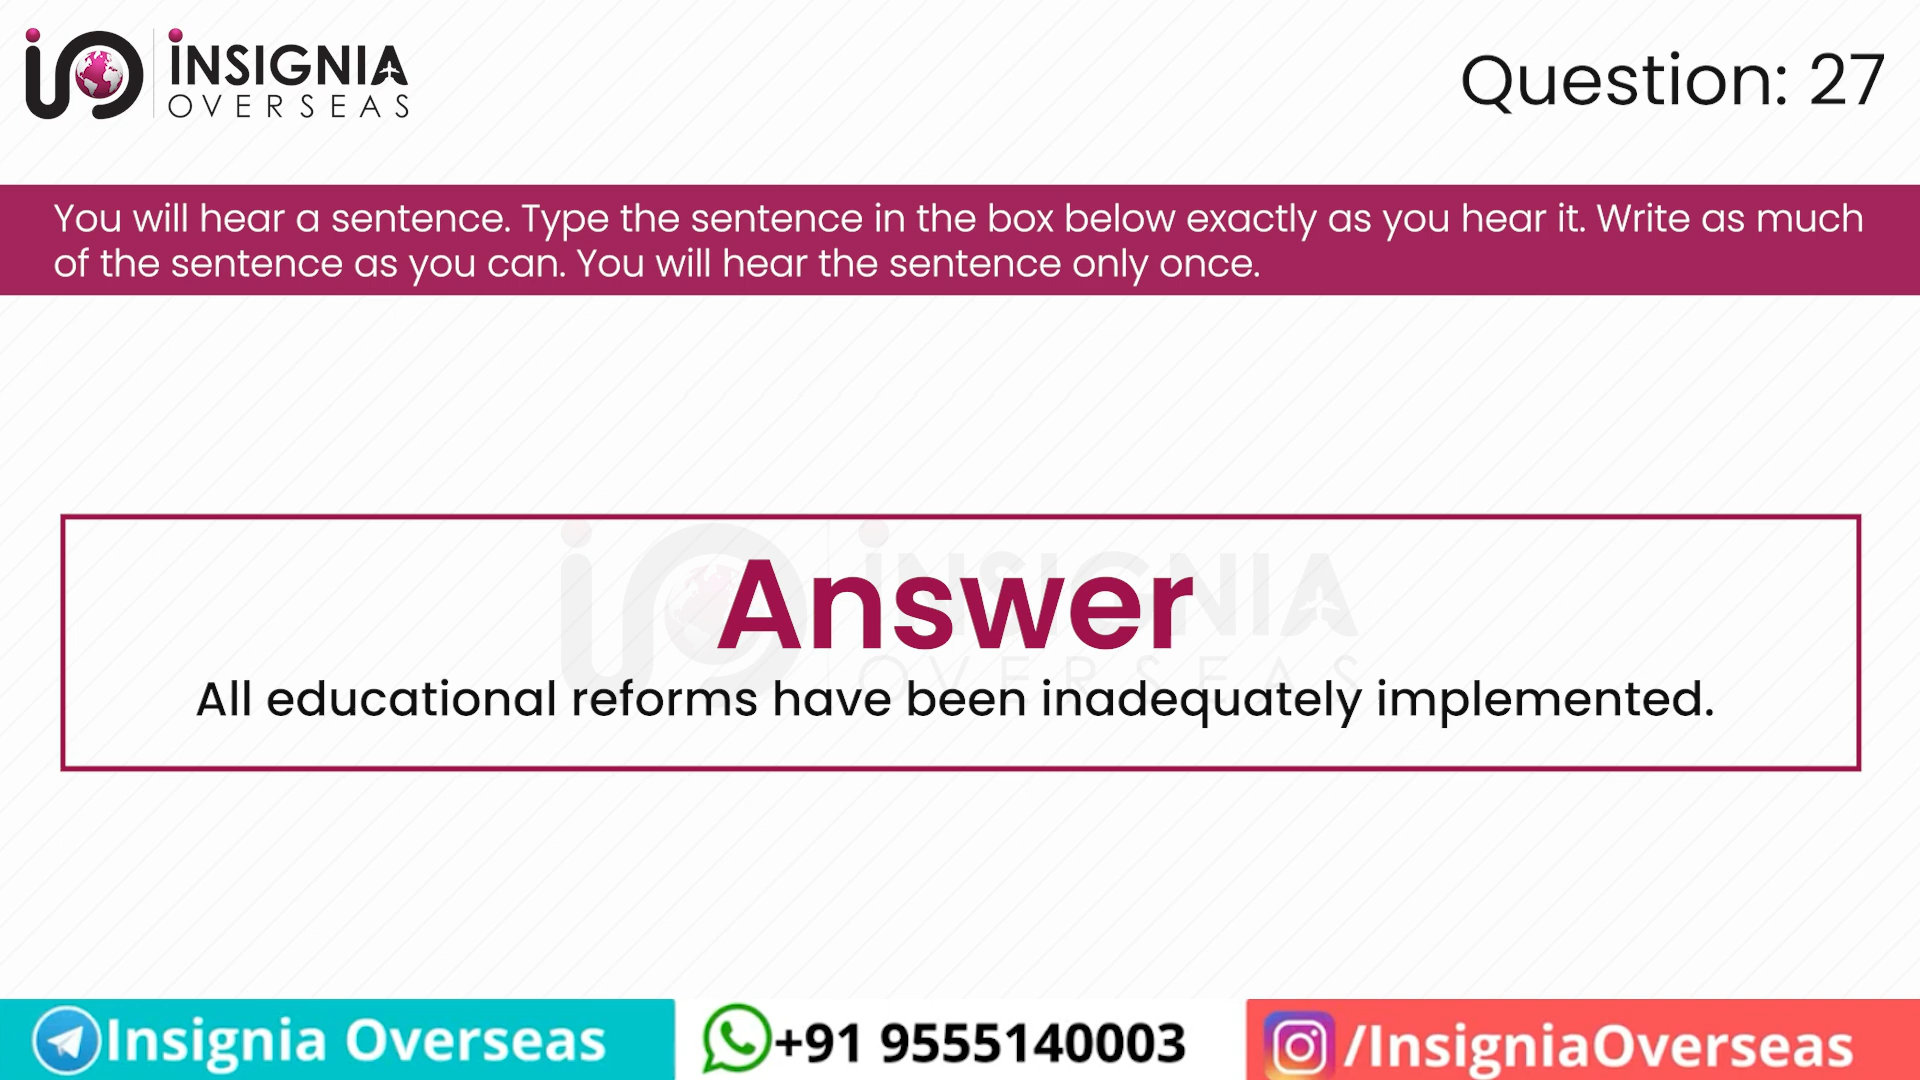 INSIGNIA
OVERSEAS
Question: 27
You will hear a sentence. Type the sentence in the box below exactly as you hear it. Write as much
of the sentence as you can. You will hear the sentence only once.
INSIGNIA
OVERSEAS
Answer
All educational reforms have been inadequately implemented.
Insignia Overseas
+91 9555140003
/InsigniaOverseas